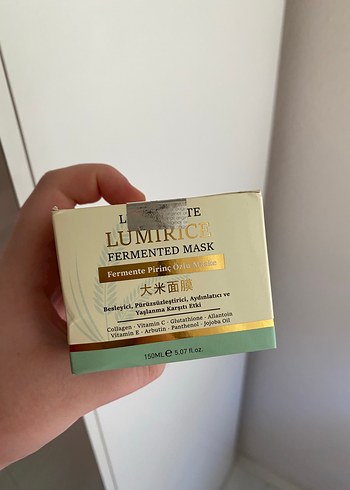 LUMIRICE
FERMENTED MASK
Fermente Pirinç Özlü Maske
大米面膜
Besleyici, Pürüzsüzleştirici, Aydınlatıcı ve
Yaşlanma Karşıtı Etki
Collagen - Vitamin C - Glutathione - Allantoin
Vitamin E - Arbutin - Panthenol - Jojoba Oil
150ML ℮ 5.07 fl.oz.